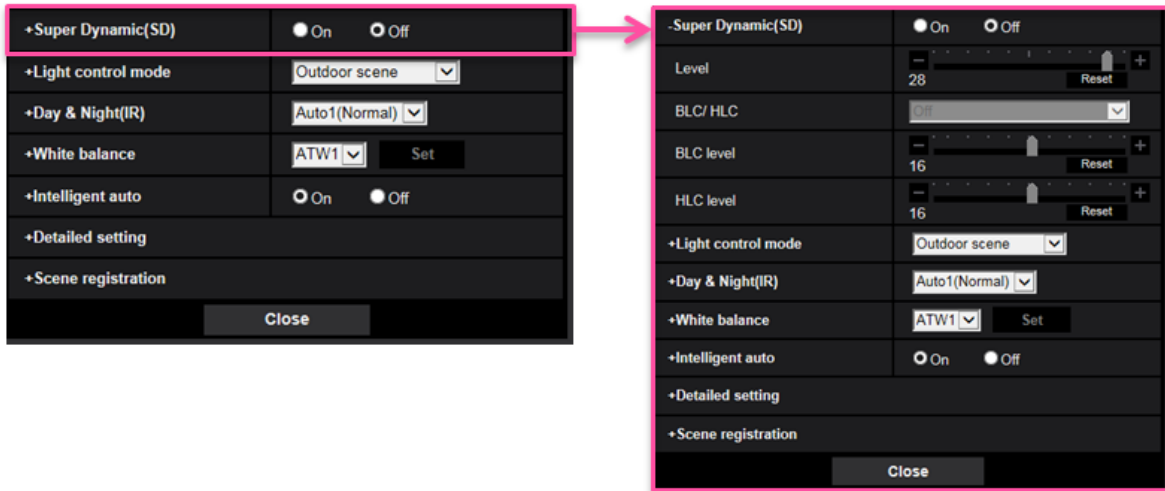 +Super Dynamic(SD) On Off
+Light control mode Outdoor scene
+Day & Night(IR) Auto1(Normal)
+White balance ATW1 Set
+Intelligent auto On Off
+Detailed setting
+Scene registration
Close
-Super Dynamic(SD) On Off
Level - +
28 Reset
BLC/ HLC Off
BLC level - +
16 Reset
HLC level - +
16 Reset
+Light control mode Outdoor scene
+Day & Night(IR) Auto1(Normal)
+White balance ATW1 Set
+Intelligent auto On Off
+Detailed setting
+Scene registration
Close